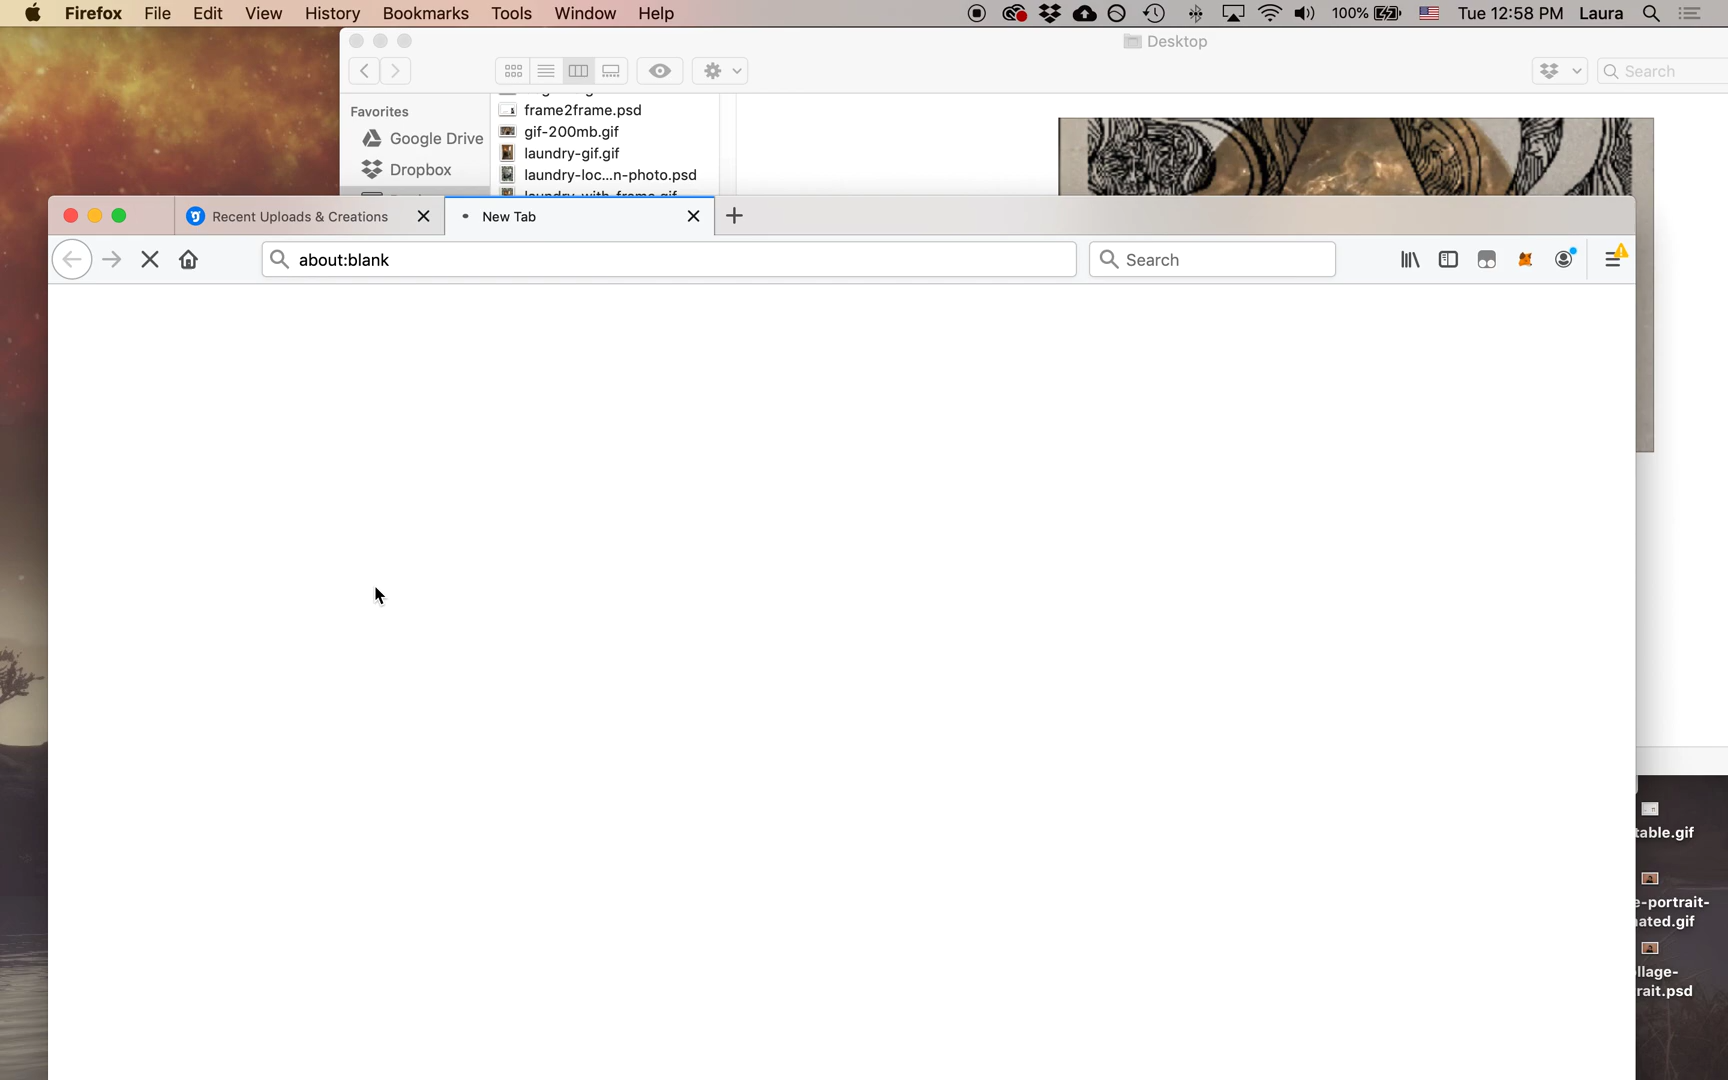 Firefox File Edit View History Bookmarks Tools Window Help 100% Tue 12:58 PM Laura
Desktop
Search
Favorites
Google Drive
Dropbox
frame2frame.psd
gif-200mb.gif
laundry-gif.gif
laundry-loc...n-photo.psd
laundry_with_frame.gif
Recent Uploads & Creations
New Tab
about:blank
Search
table.gif
e-portrait-
ated.gif
llage-
rait.psd